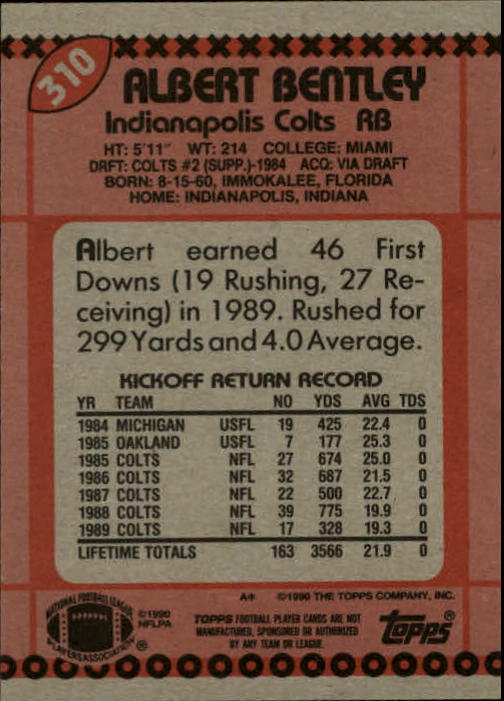 310
ALBERT BENTLEY
Indianapolis Colts RB
HT: 5'11" WT: 214 COLLEGE: MIAMI
DRFT: COLTS #2 (SUPP.)-1984 ACQ: VIA DRAFT
BORN: 8-15-60, IMMOKALEE, FLORIDA
HOME: INDIANAPOLIS, INDIANA
Albert earned 46 First
Downs (19 Rushing, 27 Re-
ceiving) in 1989. Rushed for
299 Yards and 4.0 Average.
KICKOFF RETURN RECORD
YR TEAM NO YDS AVG TDS
1984 MICHIGAN USFL 19 425 22.4 0
1985 OAKLAND USFL 7 177 25.3 0
1985 COLTS NFL 27 674 25.0 0
1986 COLTS NFL 32 687 21.5 0
1987 COLTS NFL 22 500 22.7 0
1988 COLTS NFL 39 775 19.9 0
1989 COLTS NFL 17 328 19.3 0
LIFETIME TOTALS 163 3566 21.9 0
A* ©1990 THE TOPPS COMPANY, INC.
NATIONAL FOOTBALL LEAGUE
PLAYERS ASSOCIATION ®
©1990
NFLPA
TOPPS FOOTBALL PLAYER CARDS ARE NOT
MANUFACTURED, SPONSORED OR AUTHORIZED
BY ANY TEAM OR LEAGUE.
topps®